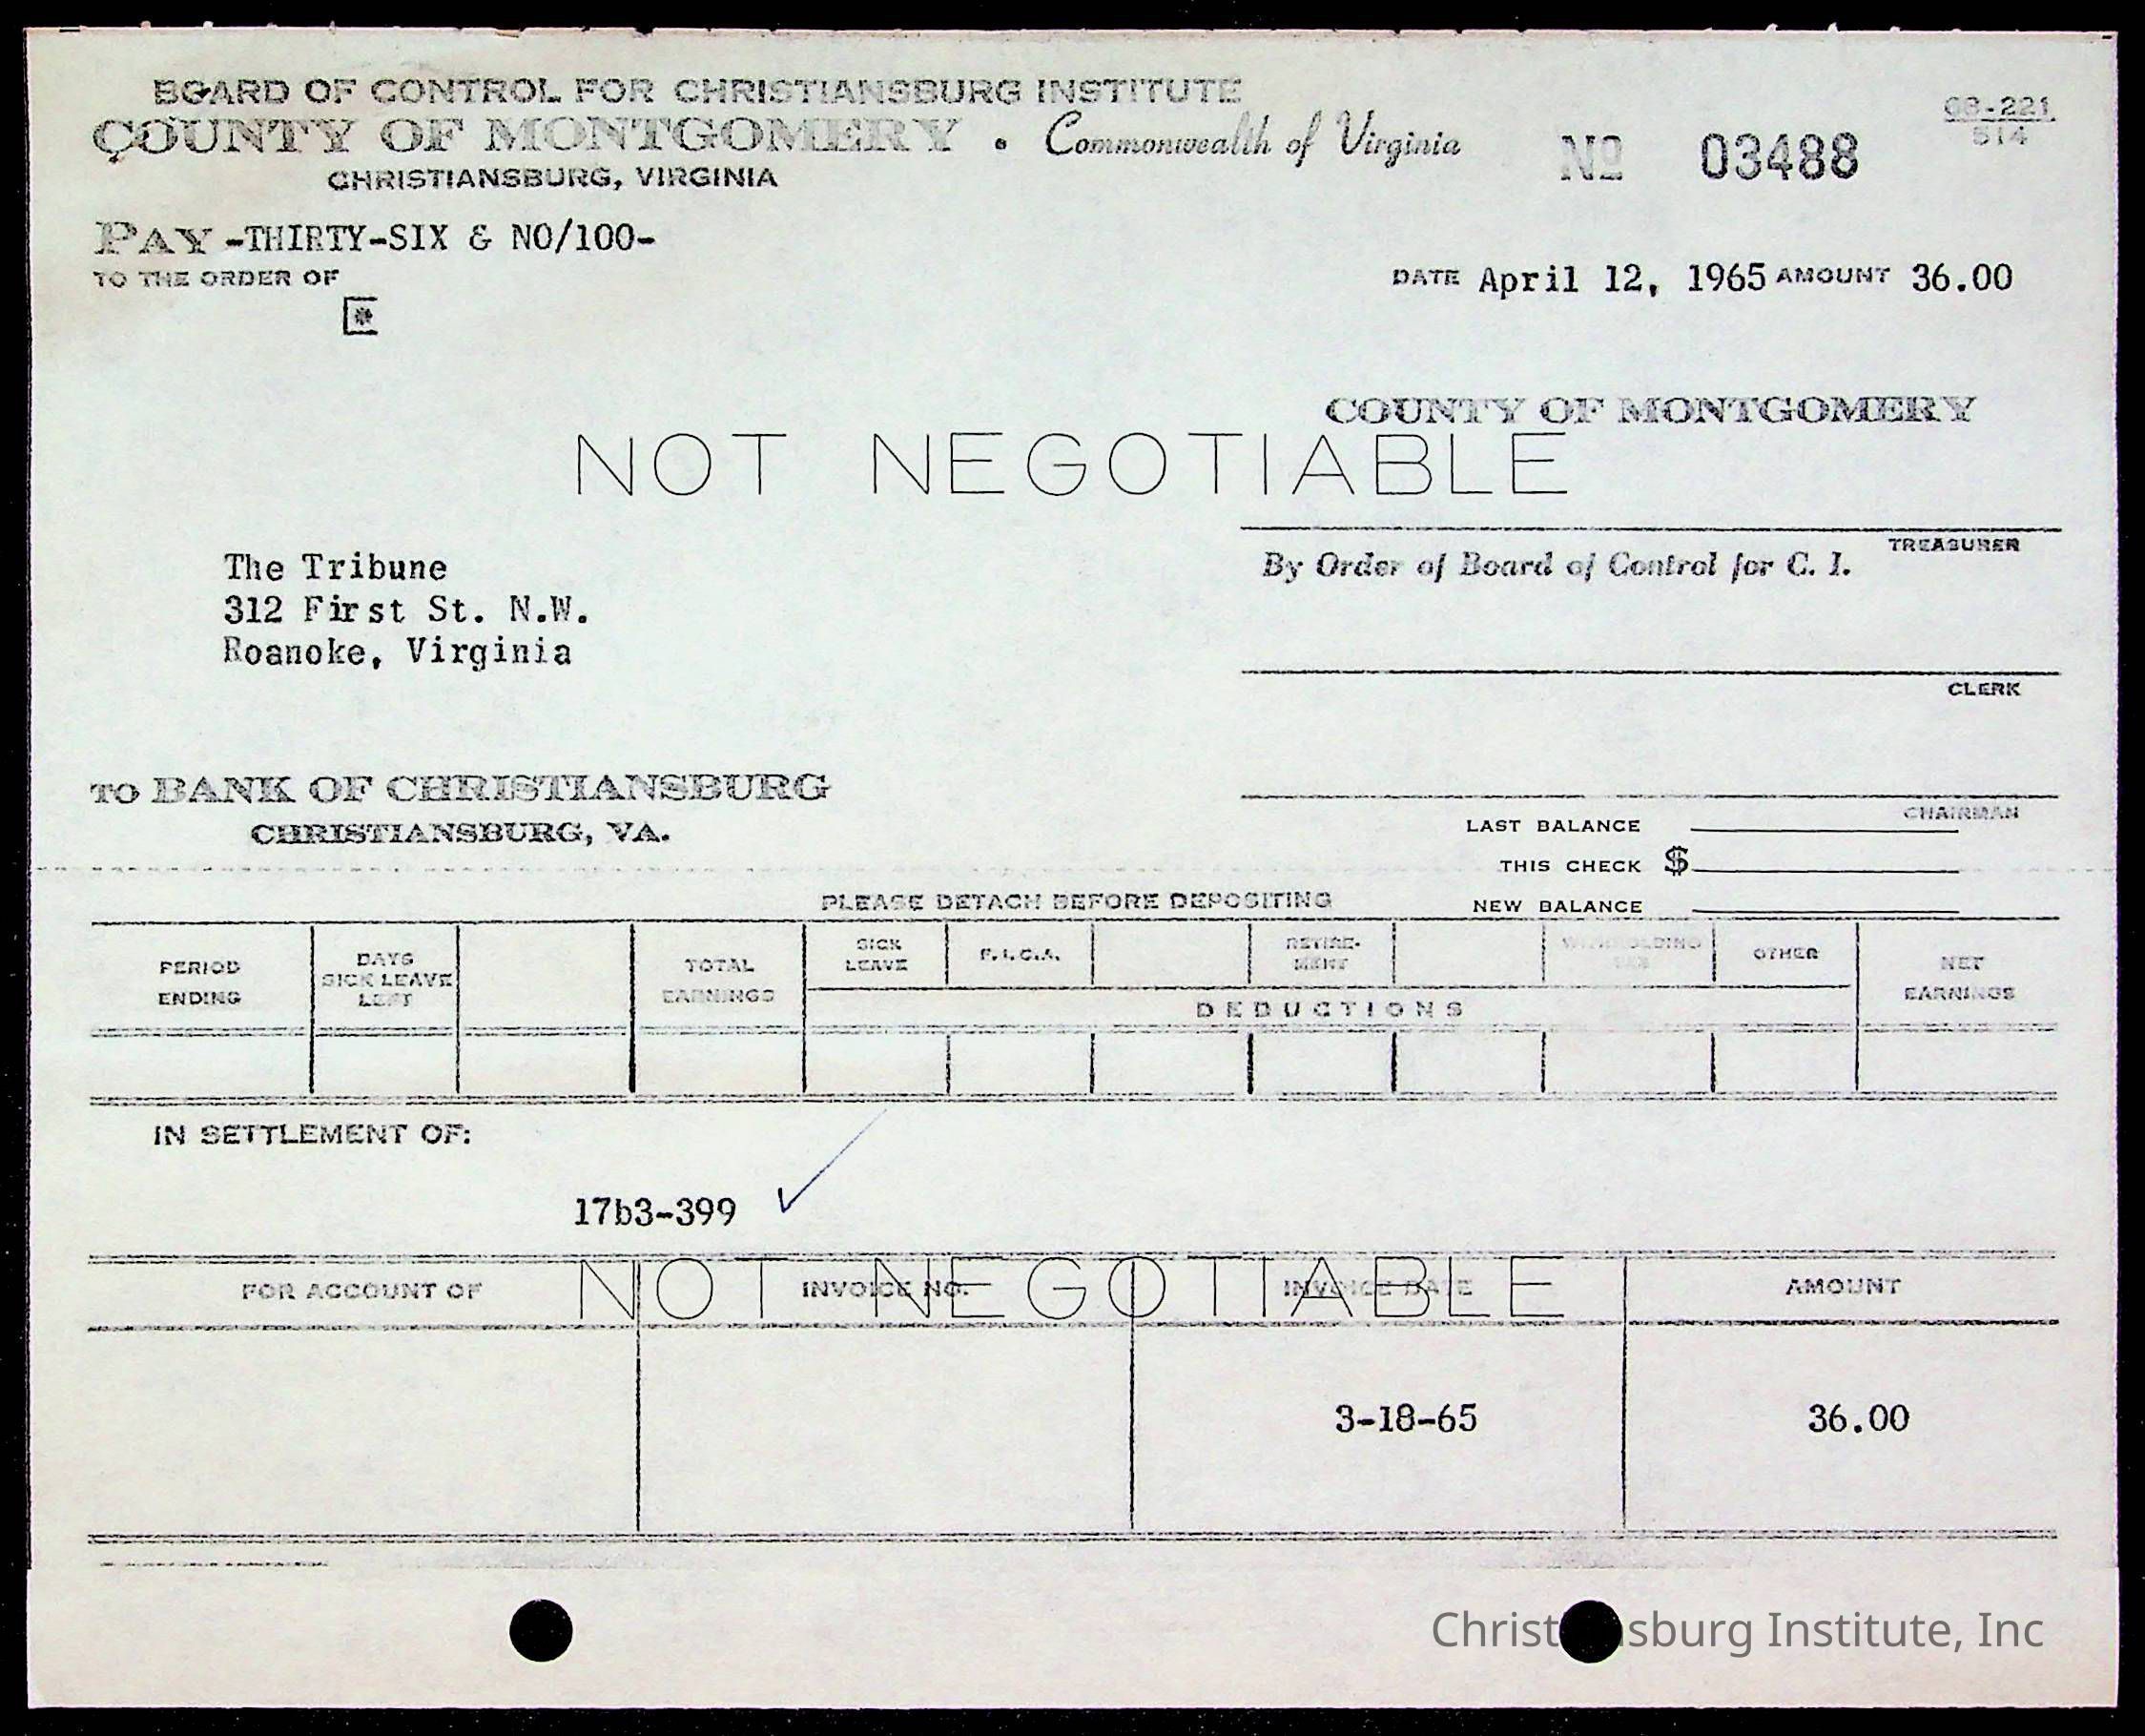 BOARD OF CONTROL FOR CHRISTIANSBURG INSTITUTE
COUNTY OF MONTGOMERY • Commonwealth of Virginia
CHRISTIANSBURG, VIRGINIA
No 03488
68-221
514
PAY -THIRTY-SIX & NO/100-
TO THE ORDER OF
DATE April 12, 1965 AMOUNT 36.00
*
COUNTY OF MONTGOMERY
NOT NEGOTIABLE
TREASURER
The Tribune
312 First St. N.W.
Roanoke, Virginia
By Order of Board of Control for C. I.
CLERK
TO BANK OF CHRISTIANSBURG
CHRISTIANSBURG, VA.
CHAIRMAN
LAST BALANCE
THIS CHECK $
NEW BALANCE
PLEASE DETACH BEFORE DEPOSITING
PERIOD ENDING
DAYS SICK LEAVE LEFT
TOTAL EARNINGS
SICK LEAVE
F.I.C.A.
RETIRE-MENT
WITHHOLDING TAX
OTHER
NET EARNINGS
DEDUCTIONS
IN SETTLEMENT OF:
17b3-399
NOT NEGOTIABLE
FOR ACCOUNT OF INVOICE NO. INVOICE DATE AMOUNT
3-18-65 36.00
Christ sburg Institute, Inc